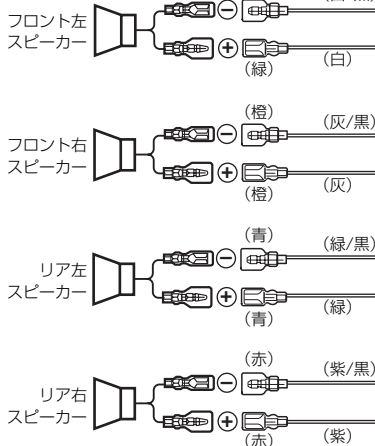 フロント左
スピーカー
⊖
⊕
(緑)
(白)
フロント右
スピーカー
(橙)
(灰/黒)
⊖
⊕
(橙)
(灰)
リア左
スピーカー
(青)
(緑/黒)
⊖
⊕
(青)
(緑)
リア右
スピーカー
(赤)
(紫/黒)
⊖
⊕
(赤)
(紫)